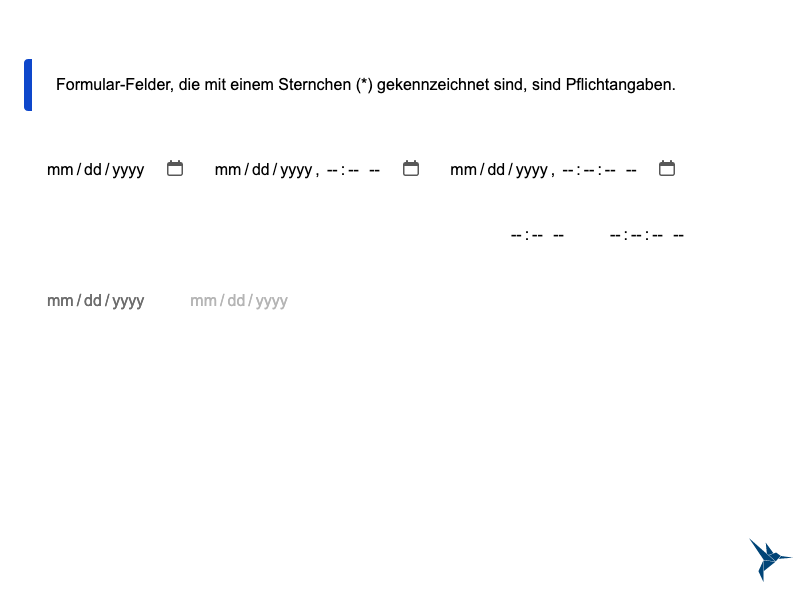 Formular-Felder, die mit einem Sternchen (*) gekennzeichnet sind, sind Pflichtangaben.
mm/dd/yyyy mm/dd/yyyy, --:-- -- mm/dd/yyyy, --:--:-- --
--:-- -- --:--:-- --
mm/dd/yyyy mm/dd/yyyy